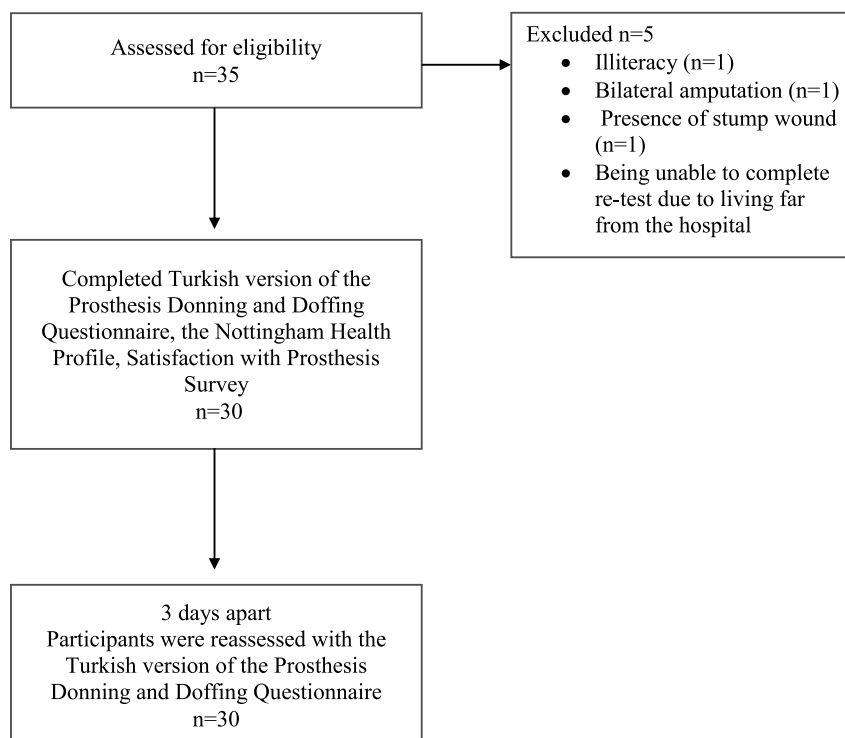 Assessed for eligibility
n=35
Excluded n=5
• Illiteracy (n=1)
• Bilateral amputation (n=1)
• Presence of stump wound
(n=1)
• Being unable to complete
re-test due to living far
from the hospital
Completed Turkish version of the
Prosthesis Donning and Doffing
Questionnaire, the Nottingham Health
Profile, Satisfaction with Prosthesis
Survey
n=30
3 days apart
Participants were reassessed with the
Turkish version of the Prosthesis
Donning and Doffing Questionnaire
n=30